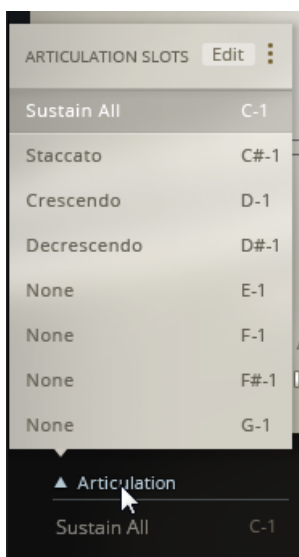 ARTICULATION SLOTS Edit
Sustain All C-1
Staccato C#-1
Crescendo D-1
Decrescendo D#-1
None E-1
None F-1
None F#-1
None G-1
▲ Articulation
Sustain All C-1